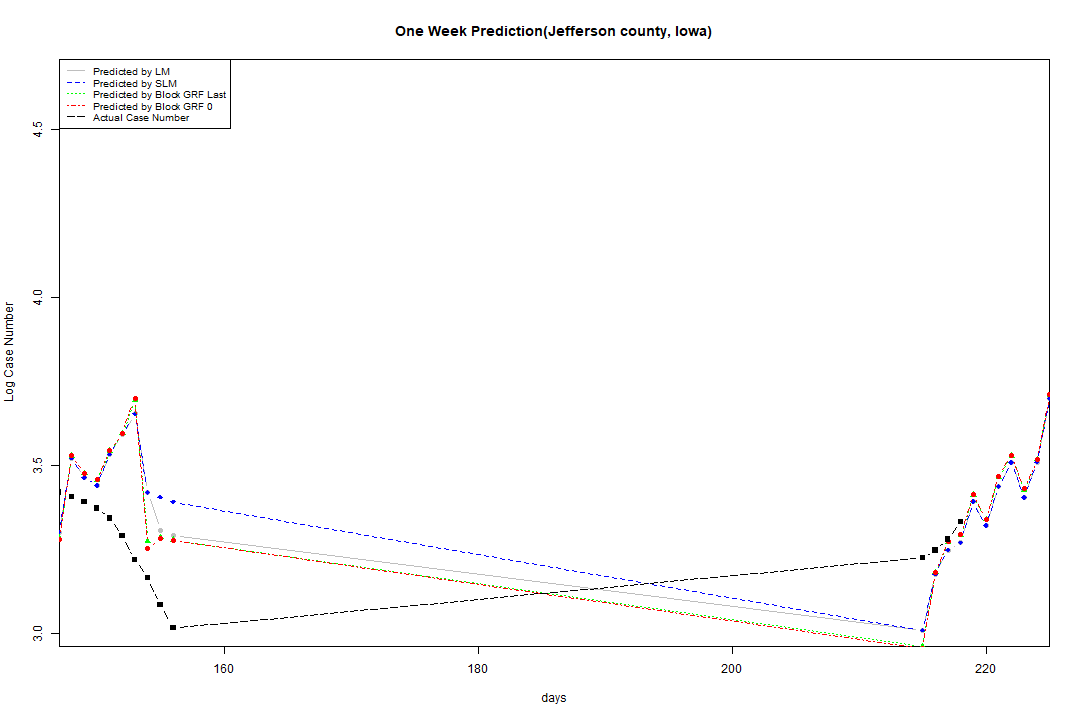 One Week Prediction(Jefferson county, Iowa)
Predicted by LM
Predicted by SLM
Predicted by Block GRF Last
Predicted by Block GRF 0
Actual Case Number
4.5
4.0
3.5
3.0
Log Case Number
160
180
200
220
days